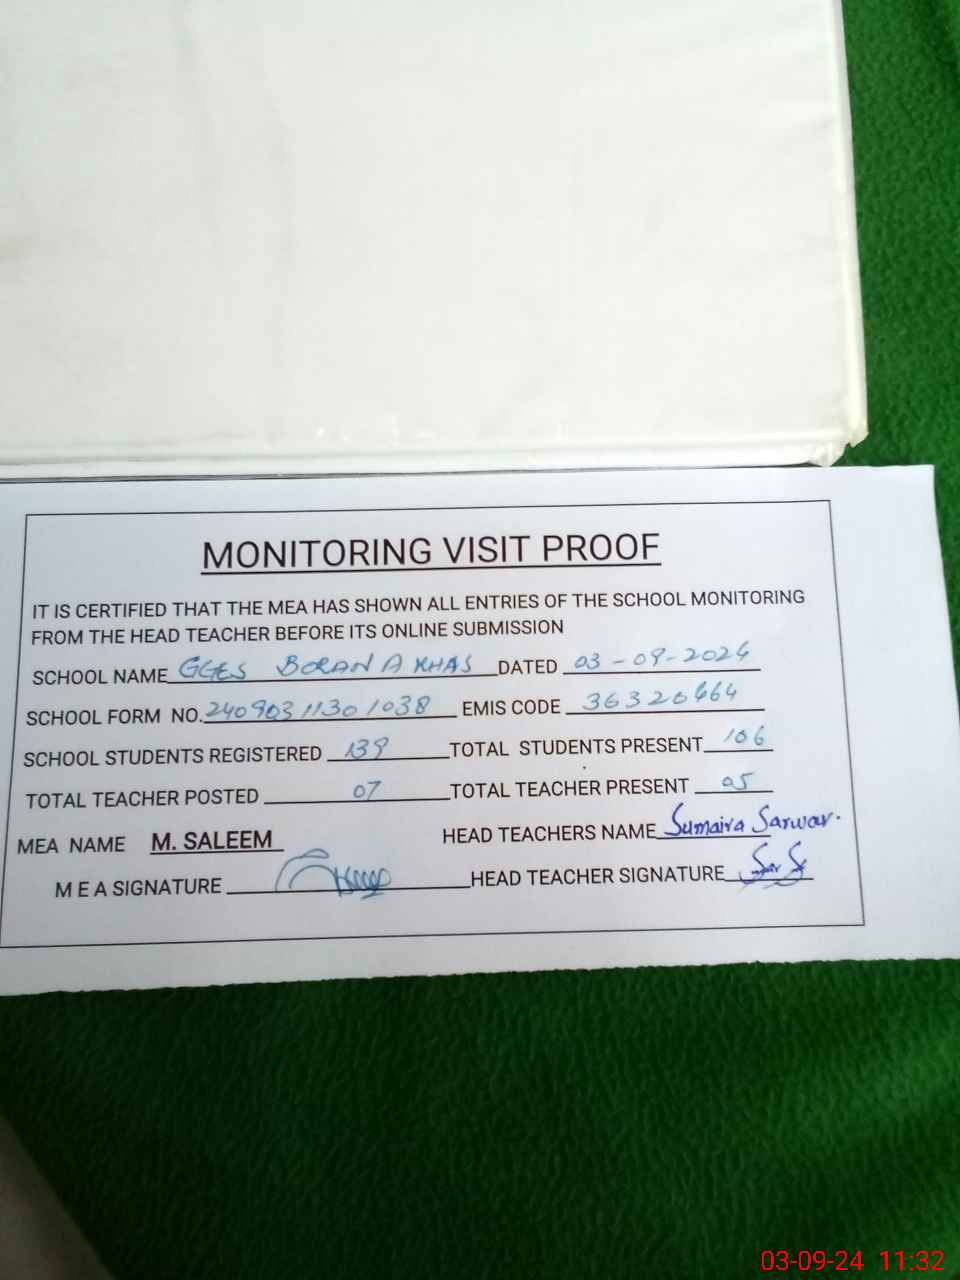 MONITORING VISIT PROOF
IT IS CERTIFIED THAT THE MEA HAS SHOWN ALL ENTRIES OF THE SCHOOL MONITORING
FROM THE HEAD TEACHER BEFORE ITS ONLINE SUBMISSION
SCHOOL NAME GGES BORANA KHAS DATED 03-09-2024
SCHOOL FORM NO. 24090311301038 EMIS CODE 36320664
SCHOOL STUDENTS REGISTERED 139 TOTAL STUDENTS PRESENT 106
TOTAL TEACHER POSTED 07 TOTAL TEACHER PRESENT 05
MEA NAME M. SALEEM HEAD TEACHERS NAME Sumaira Sarwar.
M E A SIGNATURE HEAD TEACHER SIGNATURE
03-09-24 11:32